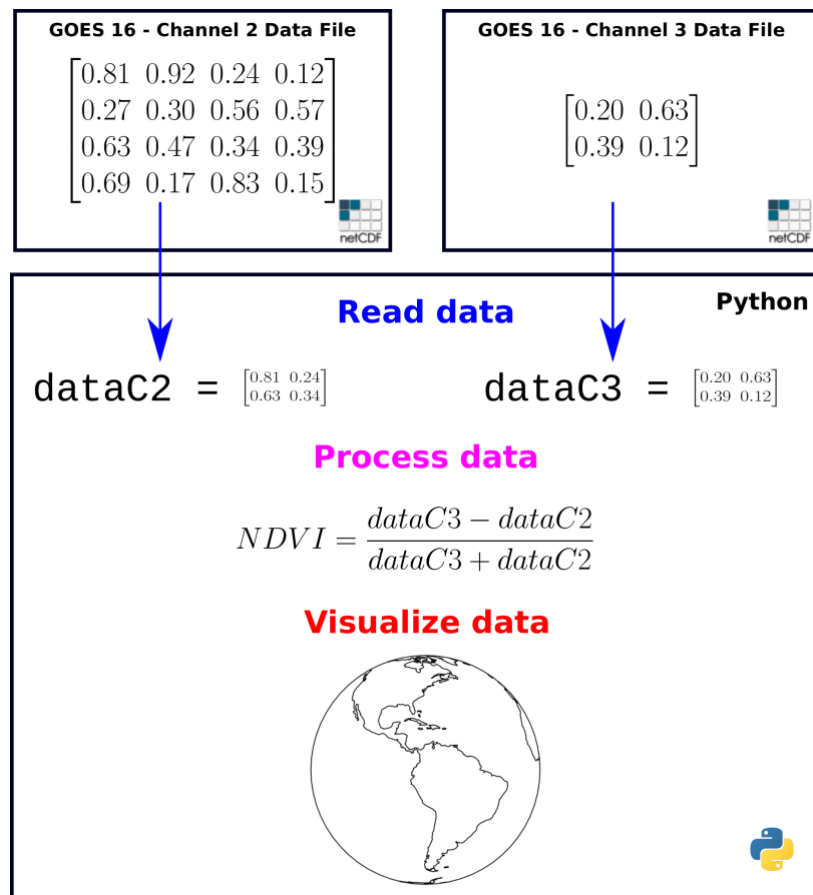 GOES 16 - Channel 2 Data File
0.81 0.92 0.24 0.12
0.27 0.30 0.56 0.57
0.63 0.47 0.34 0.39
0.69 0.17 0.83 0.15
netCDF
GOES 16 - Channel 3 Data File
0.20 0.63
0.39 0.12
netCDF
Python
Read data
dataC2 = [0.81 0.24
0.63 0.34]
dataC3 = [0.20 0.63
0.39 0.12]
Process data
NDVI = (dataC3 − dataC2) / (dataC3 + dataC2)
Visualize data